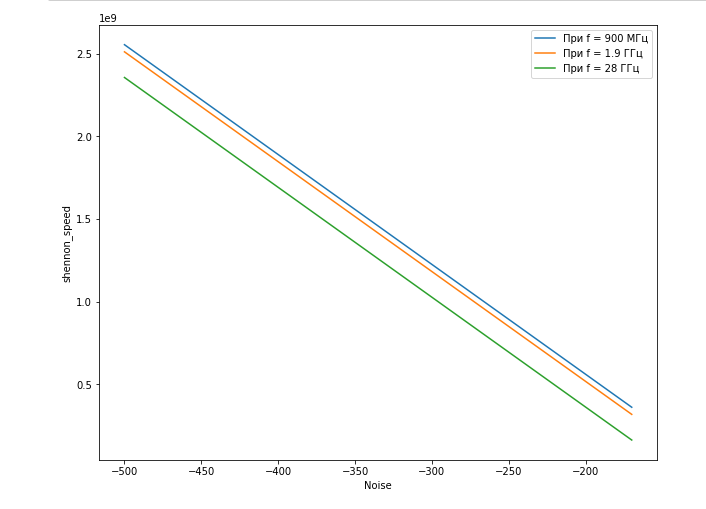 1e9
При f = 900 МГц
При f = 1.9 ГГц
При f = 28 ГГц
2.5
2.0
1.5
1.0
0.5
shennon_speed
−500 −450 −400 −350 −300 −250 −200
Noise